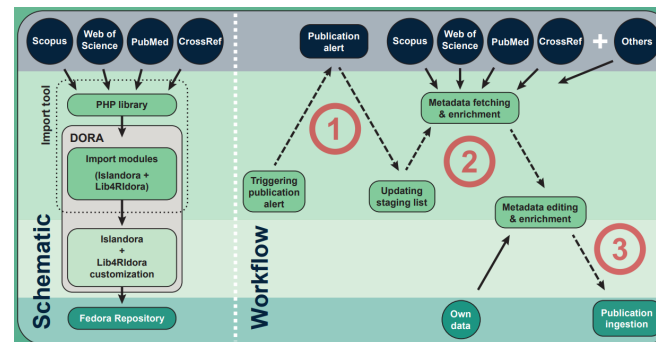 Scopus
Web of
Science
PubMed
CrossRef
Import tool
PHP library
DORA
Import modules
(Islandora +
Lib4RIdora)
Islandora
+
Lib4RIdora
customization
Fedora Repository
Schematic
Publication
alert
Scopus
Web of
Science
PubMed
CrossRef
+
Others
Metadata fetching
& enrichment
1
2
Triggering
publication
alert
Updating
staging list
Metadata editing
& enrichment
3
Own
data
Publication
ingestion
Workflow